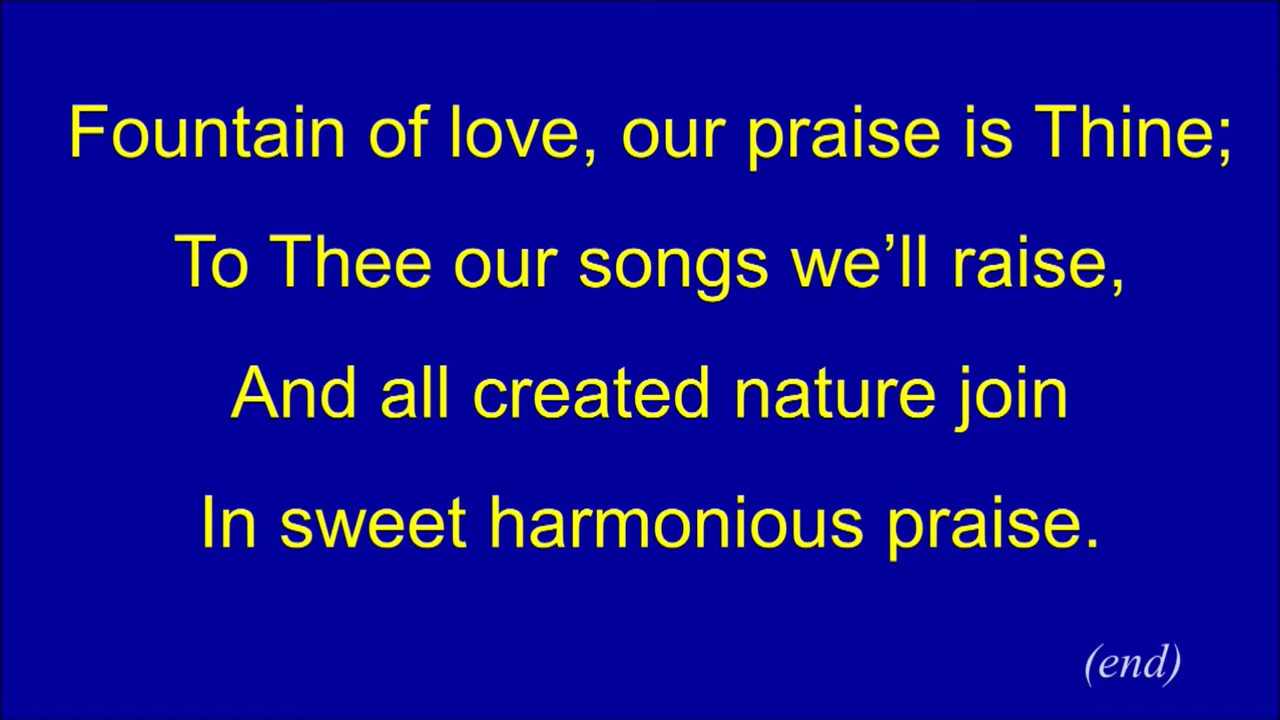 Fountain of love, our praise is Thine;
To Thee our songs we’ll raise,
And all created nature join
In sweet harmonious praise.
(end)